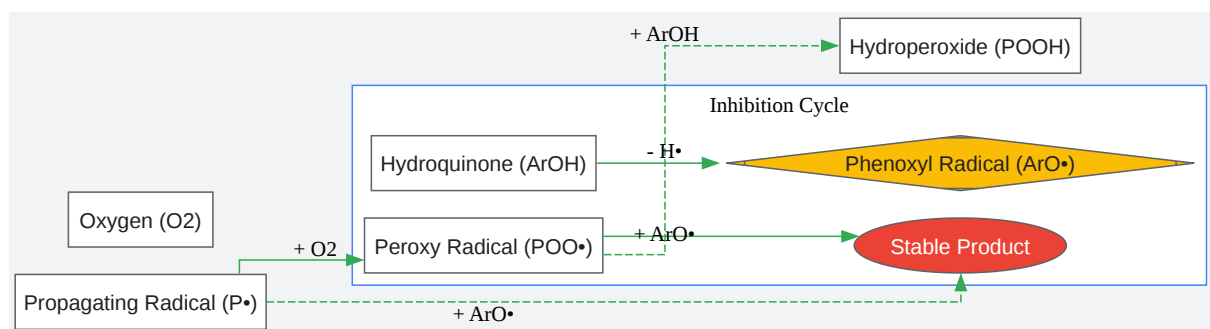 + ArOH
Hydroperoxide (POOH)
Inhibition Cycle
Hydroquinone (ArOH)
- H•
Phenoxyl Radical (ArO•)
Oxygen (O2)
+ O2
Peroxy Radical (POO•)
+ ArO•
Stable Product
Propagating Radical (P•)
+ ArO•